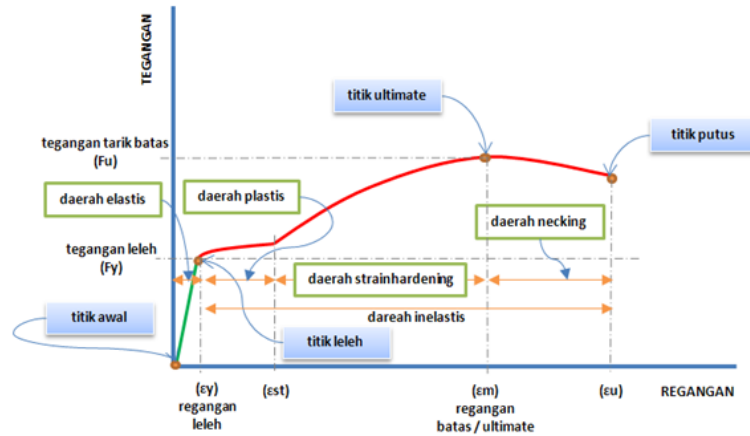 TEGANGAN
titik ultimate
tegangan tarik batas
(Fu)
titik putus
daerah elastis
daerah plastis
daerah necking
tegangan leleh
(Fy)
daerah strainhardening
titik awal
dareah inelastis
titik leleh
(εy)
regangan
leleh
(εst)
(εm)
regangan
batas / ultimate
(εu)
REGANGAN